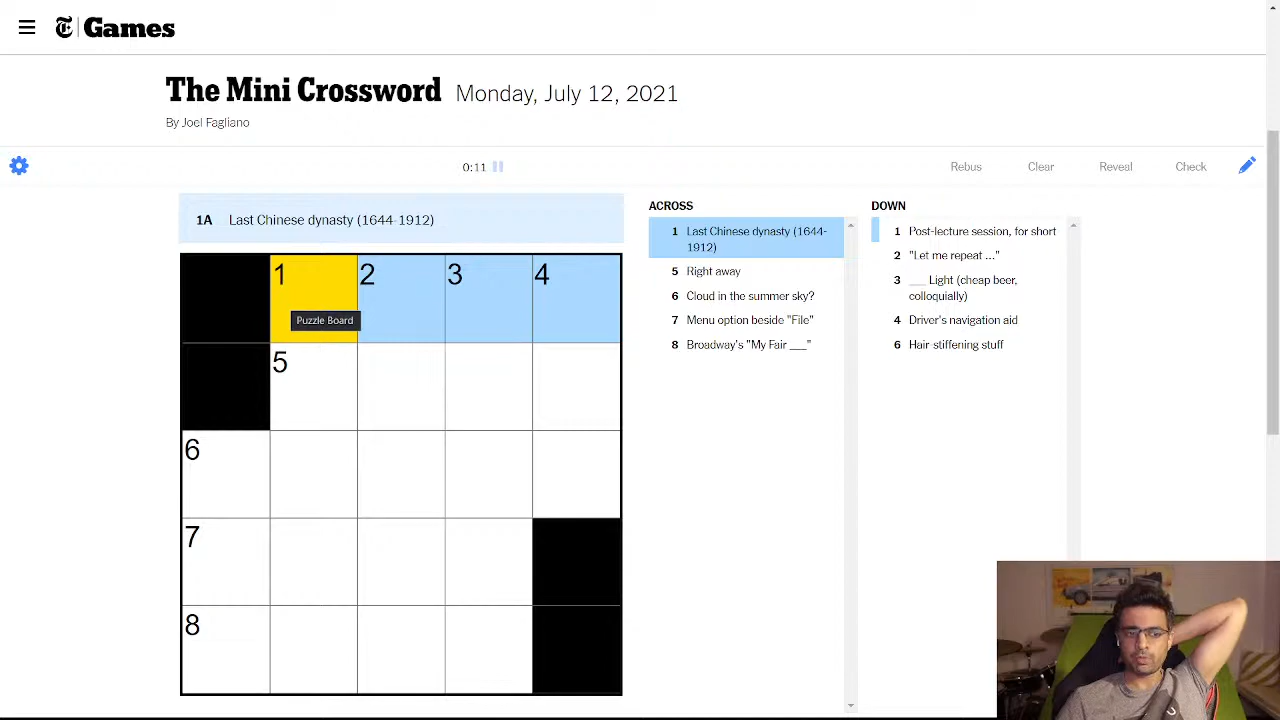 Games
The Mini Crossword Monday, July 12, 2021
By Joel Fagliano
0:11
Rebus Clear Reveal Check
1A Last Chinese dynasty (1644-1912)
ACROSS
1 Last Chinese dynasty (1644-
1912)
5 Right away
6 Cloud in the summer sky?
7 Menu option beside "File"
8 Broadway's "My Fair ___"
DOWN
1 Post-lecture session, for short
2 "Let me repeat ..."
3 ___ Light (cheap beer,
colloquially)
4 Driver's navigation aid
6 Hair-stiffening stuff
1 2 3 4
Puzzle Board
5
6
7
8